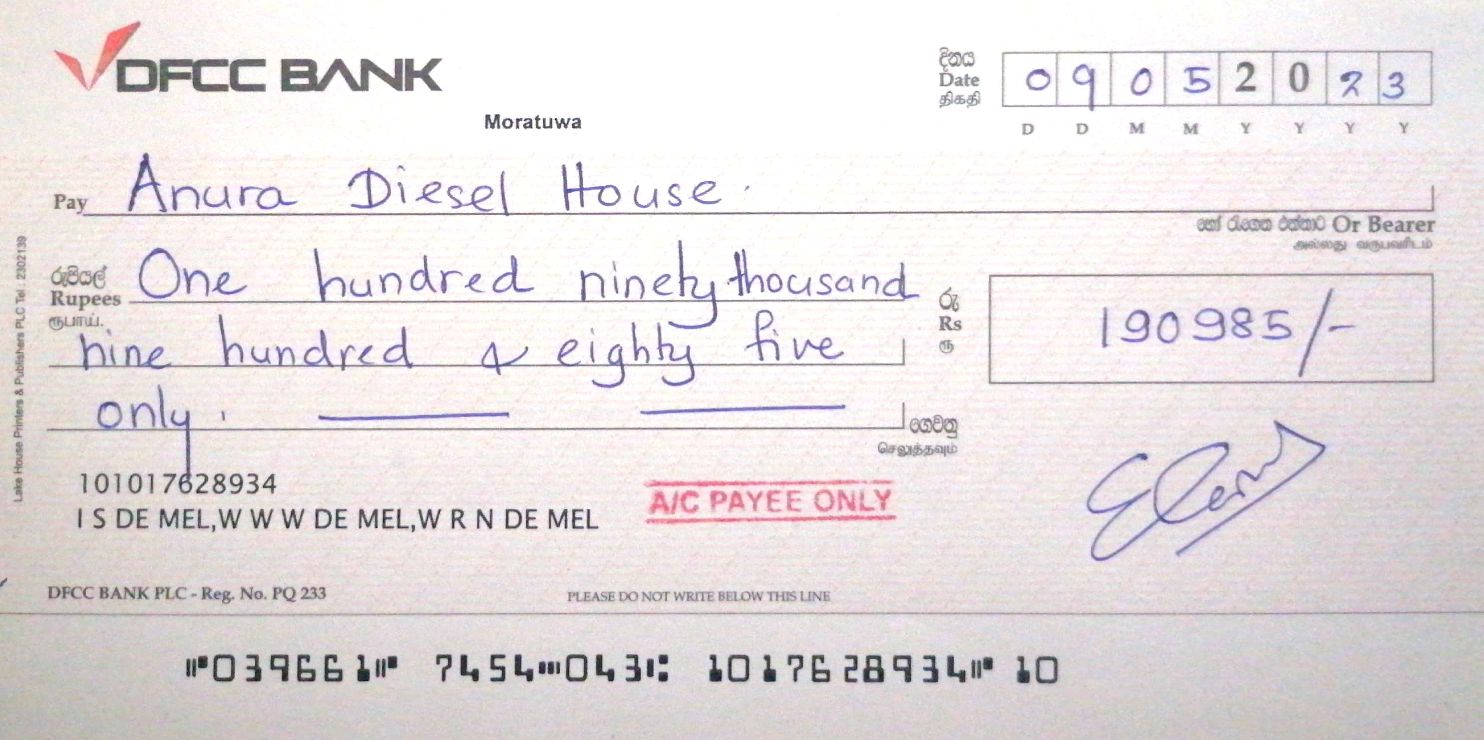 DFCC BANK
Moratuwa
දිනය
Date
திகதி
0 9 0 5 2 0 2 3
D D M M Y Y Y Y
Pay Anura Diesel House.
හෝ රැගෙන එන්නාට Or Bearer
அல்லது வருபவரிடம்
රුපියල්
Rupees
ரூபாய்.
One hundred ninety thousand
nine hundred & eighty five
only.
රු
Rs
ரூ
190985/-
ගෙවනු
செலுத்தவும்
101017628934
I S DE MEL,W W W DE MEL,W R N DE MEL
A/C PAYEE ONLY
DFCC BANK PLC - Reg. No. PQ 233
PLEASE DO NOT WRITE BELOW THIS LINE
⑈039661⑈ 7454⑉043⑆ 1017628934⑈ 10
Lake House Printers & Publishers PLC Tel : 2302139